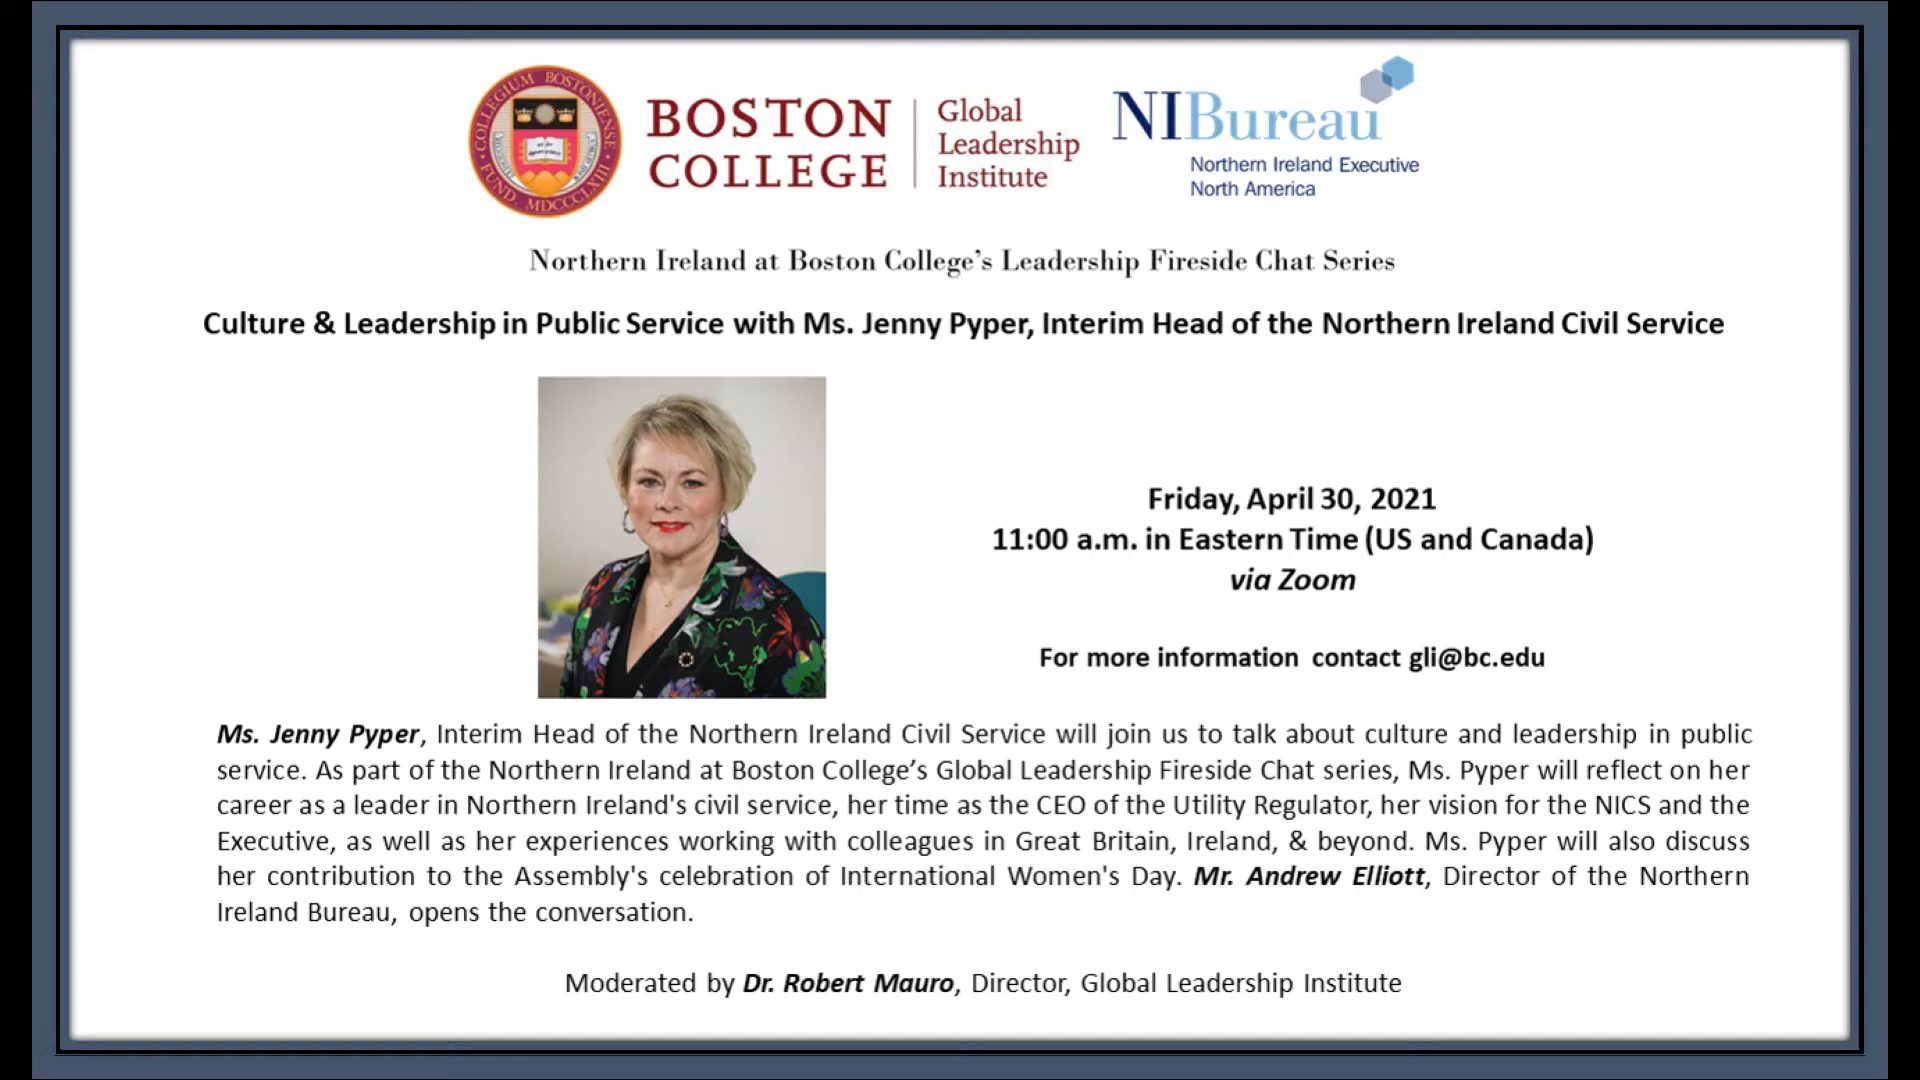 COLLEGIUM BOSTONIENSE
FUND. MDCCCLXIII
BOSTON
COLLEGE
Global
Leadership
Institute
NIBureau
Northern Ireland Executive
North America
Northern Ireland at Boston College’s Leadership Fireside Chat Series
Culture & Leadership in Public Service with Ms. Jenny Pyper, Interim Head of the Northern Ireland Civil Service
Friday, April 30, 2021
11:00 a.m. in Eastern Time (US and Canada)
via Zoom
For more information contact gli@bc.edu
Ms. Jenny Pyper, Interim Head of the Northern Ireland Civil Service will join us to talk about culture and leadership in public
service. As part of the Northern Ireland at Boston College’s Global Leadership Fireside Chat series, Ms. Pyper will reflect on her
career as a leader in Northern Ireland's civil service, her time as the CEO of the Utility Regulator, her vision for the NICS and the
Executive, as well as her experiences working with colleagues in Great Britain, Ireland, & beyond. Ms. Pyper will also discuss
her contribution to the Assembly's celebration of International Women's Day. Mr. Andrew Elliott, Director of the Northern
Ireland Bureau, opens the conversation.
Moderated by Dr. Robert Mauro, Director, Global Leadership Institute